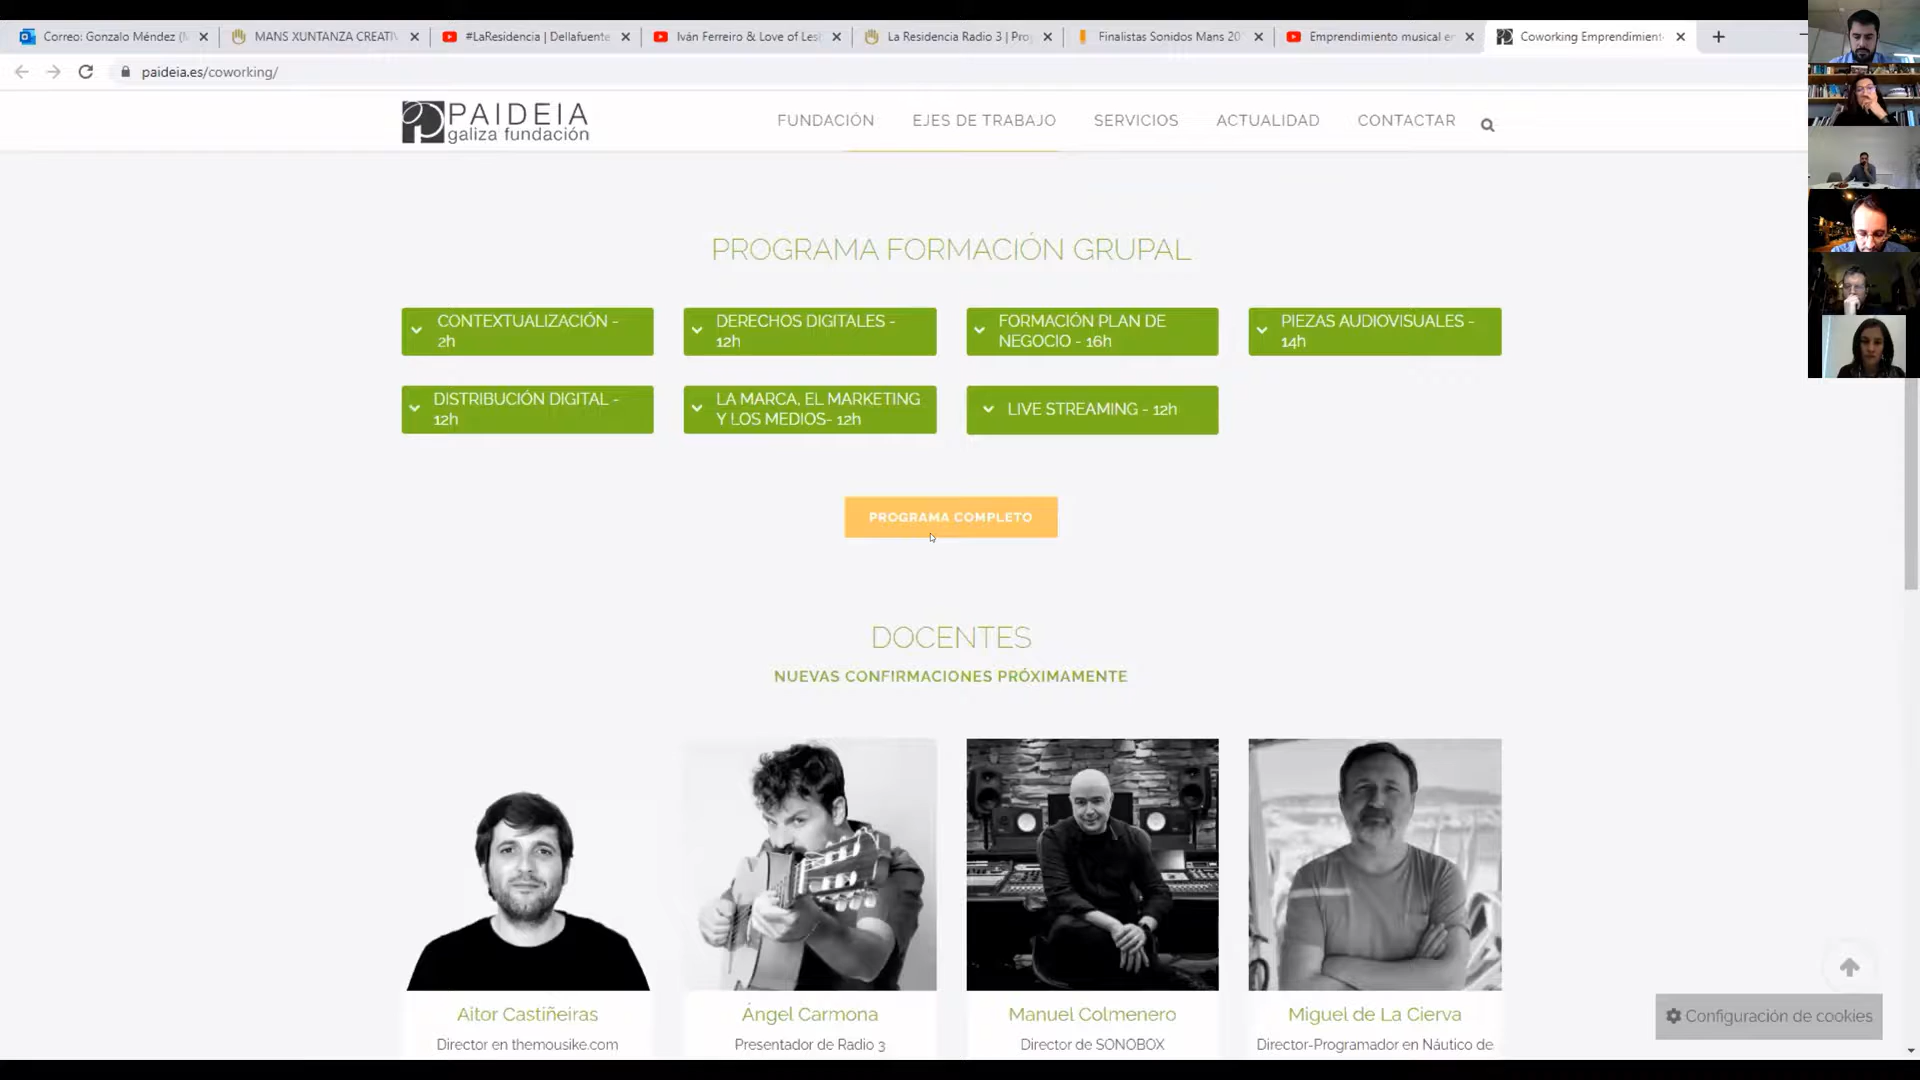 Correo: Gonzalo Méndez (
MANS XUNTANZA CREATI
#LaResidencia | Dellafuente
Iván Ferreiro & Love of Les
La Residencia Radio 3 | Pro
Finalistas Sonidos Mans 20
Emprendimiento musical e
Coworking Emprendimient
paideia.es/coworking/
PAIDEIA
galiza fundación
FUNDACIÓN
EJES DE TRABAJO
SERVICIOS
ACTUALIDAD
CONTACTAR
PROGRAMA FORMACIÓN GRUPAL
CONTEXTUALIZACIÓN -
2h
DERECHOS DIGITALES -
12h
FORMACIÓN PLAN DE
NEGOCIO - 16h
PIEZAS AUDIOVISUALES -
14h
DISTRIBUCIÓN DIGITAL -
12h
LA MARCA, EL MARKETING
Y LOS MEDIOS- 12h
LIVE STREAMING - 12h
PROGRAMA COMPLETO
DOCENTES
NUEVAS CONFIRMACIONES PRÓXIMAMENTE
Aitor Castiñeiras
Director en themousike.com
Ángel Carmona
Presentador de Radio 3
Manuel Colmenero
Director de SONOBOX
Miguel de La Cierva
Director-Programador en Náutico de
Configuración de cookies